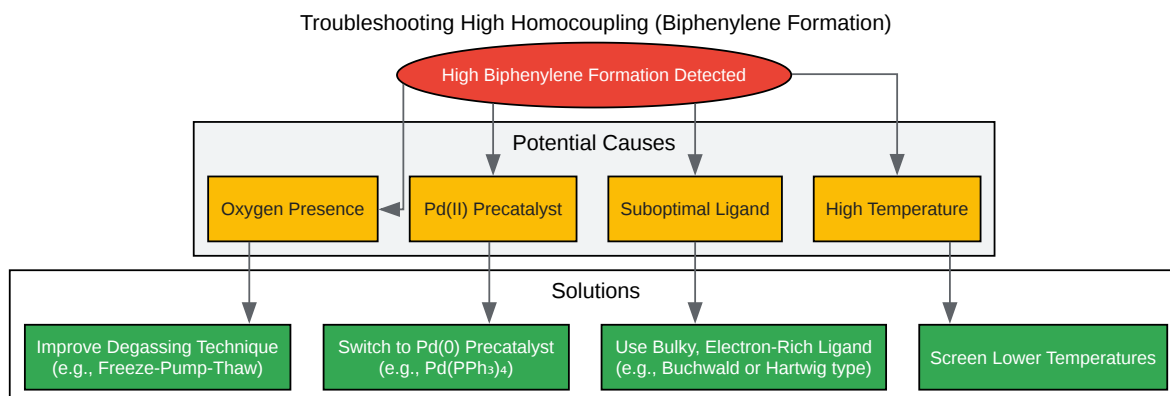 Troubleshooting High Homocoupling (Biphenylene Formation)
High Biphenylene Formation Detected
Potential Causes
Oxygen Presence
Pd(II) Precatalyst
Suboptimal Ligand
High Temperature
Solutions
Improve Degassing Technique
(e.g., Freeze-Pump-Thaw)
Switch to Pd(0) Precatalyst
(e.g., Pd(PPh₃)₄)
Use Bulky, Electron-Rich Ligand
(e.g., Buchwald or Hartwig type)
Screen Lower Temperatures